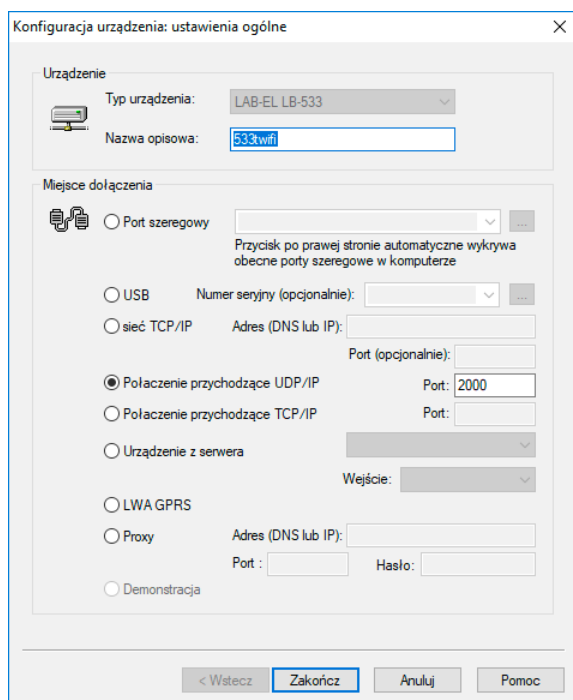 Konfiguracja urządzenia: ustawienia ogólne
Urządzenie
Typ urządzenia: LAB-EL LB-533
Nazwa opisowa: 533twifi
Miejsce dołączenia
Port szeregowy ...
Przycisk po prawej stronie automatyczne wykrywa
obecne porty szeregowe w komputerze
USB Numer seryjny (opcjonalnie): ...
sieć TCP/IP Adres (DNS lub IP):
Port (opcjonalnie):
Połaczenie przychodzące UDP/IP Port: 2000
Połaczenie przychodzące TCP/IP Port:
Urządzenie z serwera
Wejście:
LWA GPRS
Proxy Adres (DNS lub IP):
Port : Hasło:
Demonstracja
< Wstecz Zakończ Anuluj Pomoc